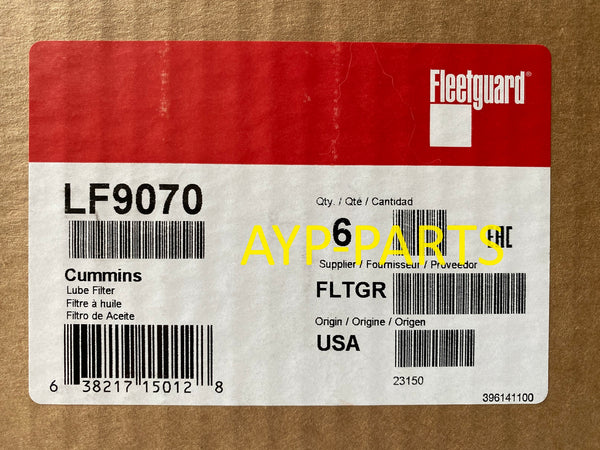 Fleetguard®
LF9070
Qty. / Qté / Cantidad
6
EAC
AYP-PARTS
Cummins
Lube Filter
Filtre à huile
Filtro de Aceite
Supplier / Fournisseur / Proveedor
FLTGR
Origin / Origine / Origen
USA
6 38217 15012 8
23150
396141100